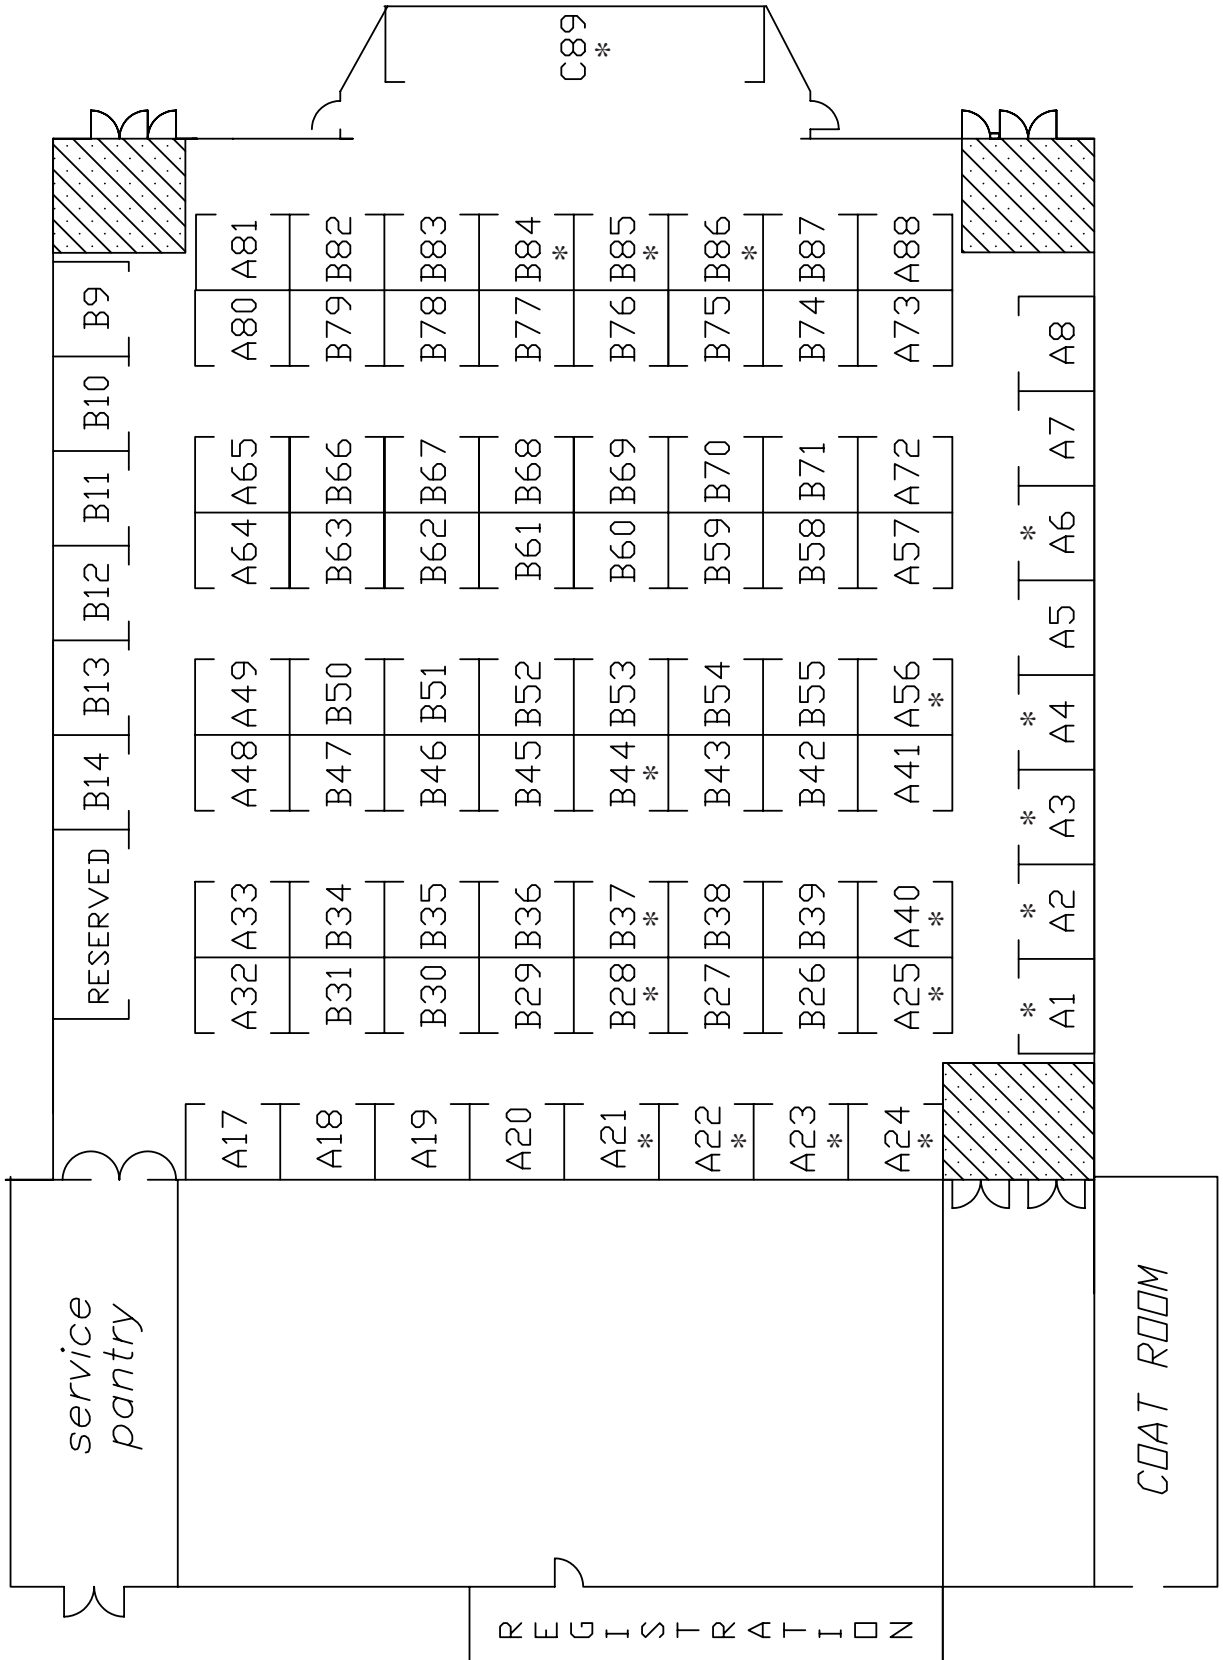 service
pantry
RESERVED
B14
B13
B12
B11
B10
B9
A17
A32
A33
A48
A49
A64
A65
A80
A81
A18
B31
B34
B47
B50
B63
B66
B79
B82
A19
B30
B35
B46
B51
B62
B67
B78
B83
REGISTRATION
A20
B29
B36
B45
B52
B61
B68
B77
B84
*
C89
*
A21
*
B28
*
B37
*
B44
*
B53
B60
B69
B76
B85
*
A22
*
B27
B38
B43
B54
B59
B70
B75
B86
*
A23
*
B26
B39
B42
B55
B58
B71
B74
B87
A24
*
A25
*
A40
*
A41
A56
*
A57
A72
A73
A88
*
A1
*
A2
*
A3
*
A4
A5
*
A6
A7
A8
COAT ROOM